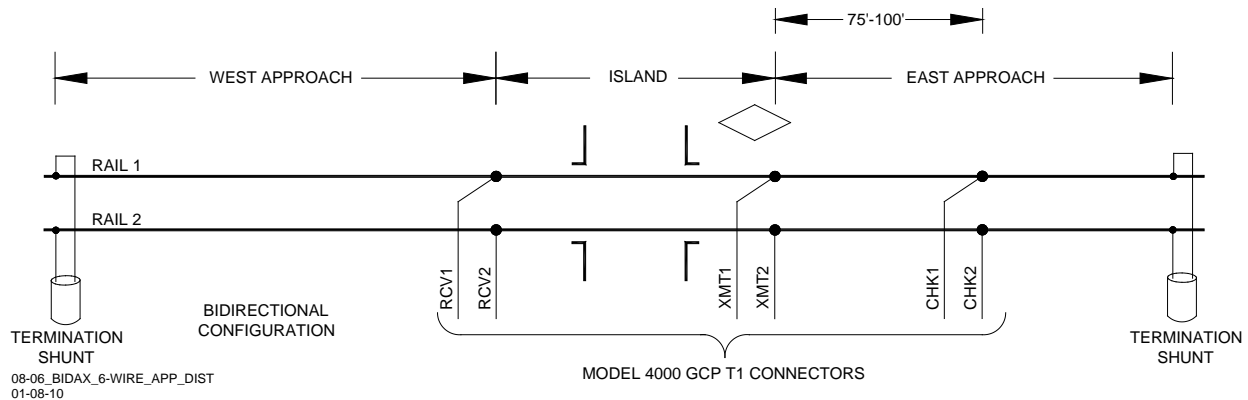 75'-100'
WEST APPROACH
ISLAND
EAST APPROACH
RAIL 1
RAIL 2
RCV1
RCV2
XMT1
XMT2
CHK1
CHK2
BIDIRECTIONAL
CONFIGURATION
TERMINATION
SHUNT
TERMINATION
SHUNT
MODEL 4000 GCP T1 CONNECTORS
08-06_BIDAX_6-WIRE_APP_DIST
01-08-10